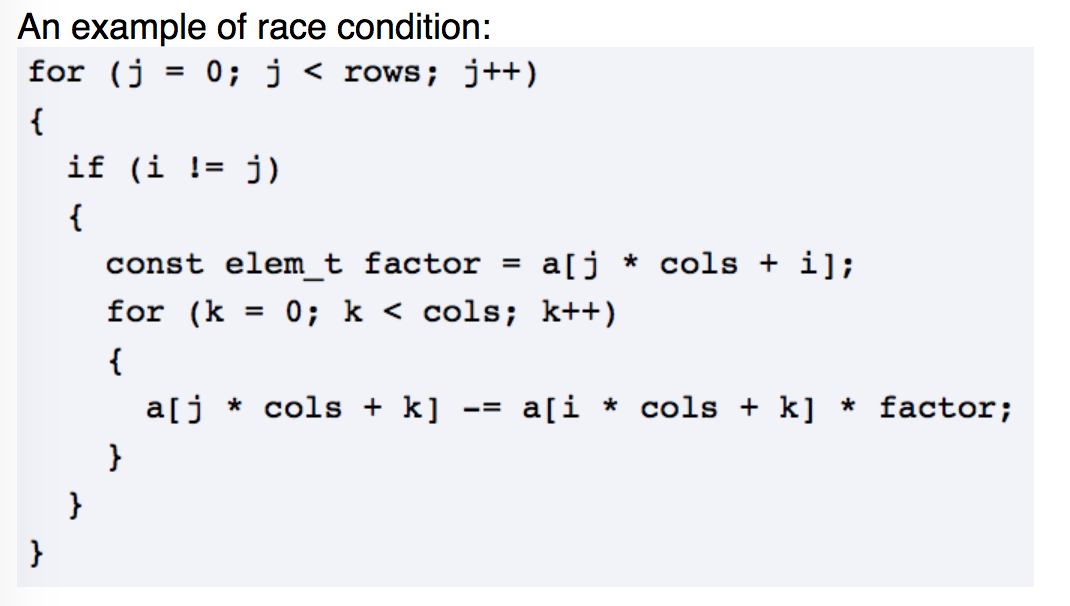 An example of race condition:
for (j = 0; j < rows; j++)
{
  if (i != j)
  {
    const elem_t factor = a[j * cols + i];
    for (k = 0; k < cols; k++)
    {
      a[j * cols + k] -= a[i * cols + k] * factor;
    }
  }
}